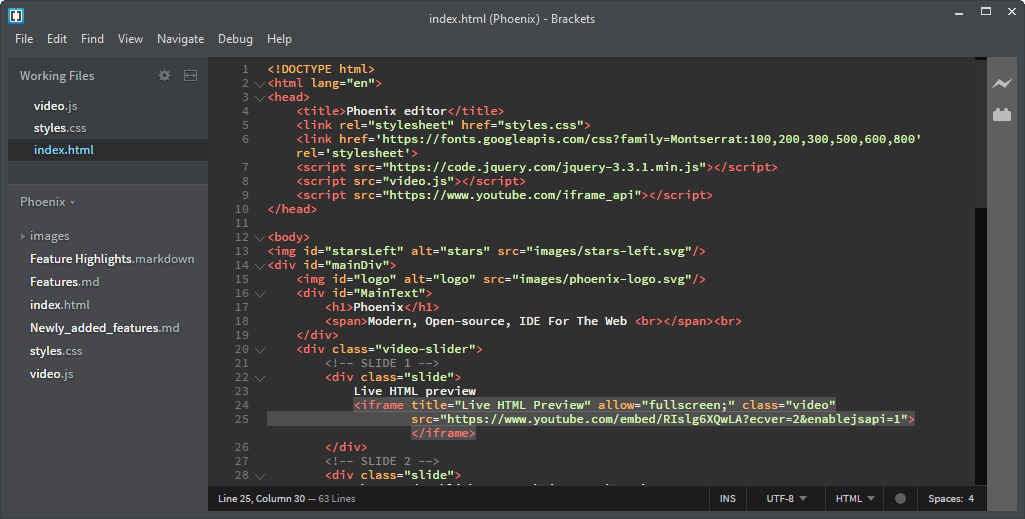 index.html (Phoenix) - Brackets
File Edit Find View Navigate Debug Help
Working Files
video.js
styles.css
index.html
Phoenix
images
Feature Highlights.markdown
Features.md
index.html
Newly_added_features.md
styles.css
video.js
1 <!DOCTYPE html>
2 <html lang="en">
3 <head>
4 <title>Phoenix editor</title>
5 <link rel="stylesheet" href="styles.css">
6 <link href='https://fonts.googleapis.com/css?family=Montserrat:100,200,300,500,600,800'
rel='stylesheet'>
7 <script src="https://code.jquery.com/jquery-3.3.1.min.js"></script>
8 <script src="video.js"></script>
9 <script src="https://www.youtube.com/iframe_api"></script>
10 </head>
11
12 <body>
13 <img id="starsLeft" alt="stars" src="images/stars-left.svg"/>
14 <div id="mainDiv">
15 <img id="logo" alt="logo" src="images/phoenix-logo.svg"/>
16 <div id="MainText">
17 <h1>Phoenix</h1>
18 <span>Modern, Open-source, IDE For The Web <br></span><br>
19 </div>
20 <div class="video-slider">
21 <!-- SLIDE 1 -->
22 <div class="slide">
23 Live HTML preview
24 <iframe title="Live HTML Preview" allow="fullscreen;" class="video"
25 src="https://www.youtube.com/embed/RIslg6XQwLA?ecver=2&enablejsapi=1">
</iframe>
26 </div>
27 <!-- SLIDE 2 -->
28 <div class="slide">
Line 25, Column 30 — 63 Lines
INS UTF-8 HTML Spaces: 4